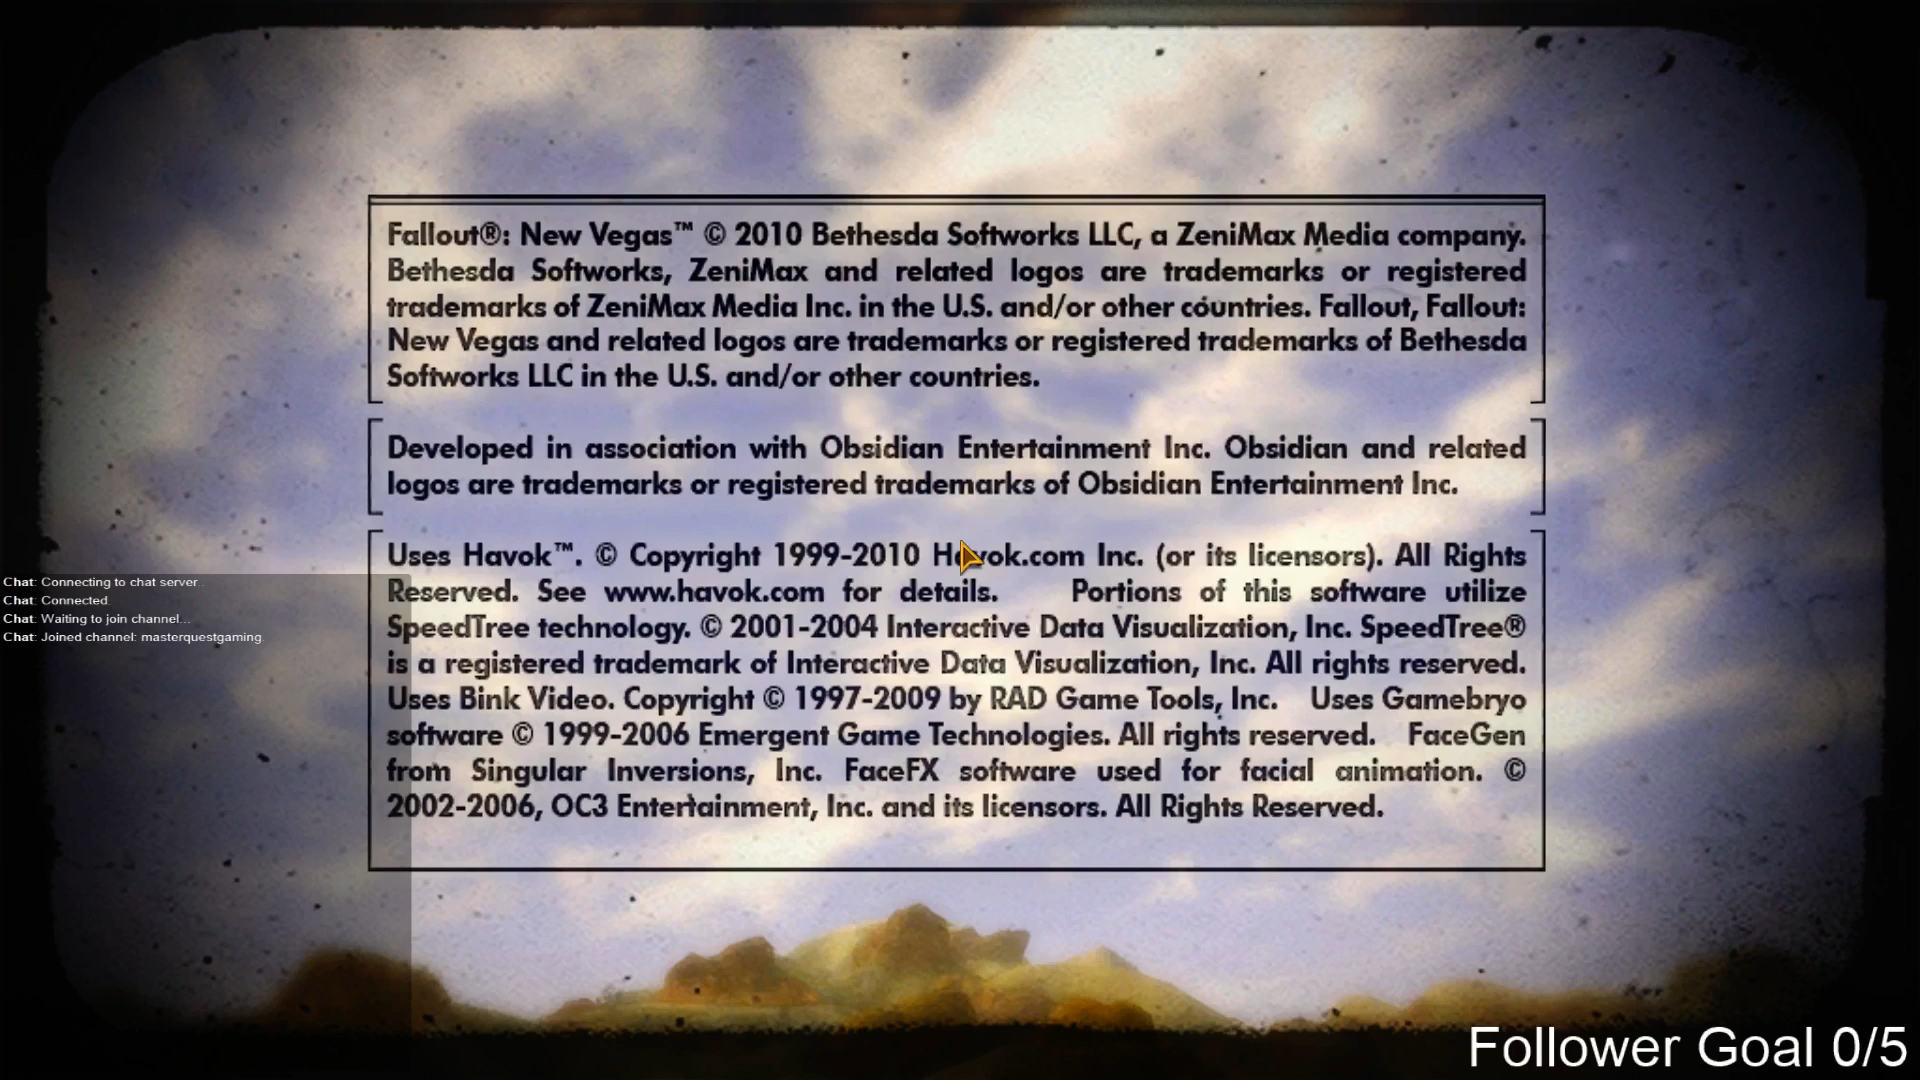 Fallout®: New Vegas™ © 2010 Bethesda Softworks LLC, a ZeniMax Media company.
Bethesda Softworks, ZeniMax and related logos are trademarks or registered
trademarks of ZeniMax Media Inc. in the U.S. and/or other countries. Fallout, Fallout:
New Vegas and related logos are trademarks or registered trademarks of Bethesda
Softworks LLC in the U.S. and/or other countries.
Developed in association with Obsidian Entertainment Inc. Obsidian and related
logos are trademarks or registered trademarks of Obsidian Entertainment Inc.
Uses Havok™. © Copyright 1999-2010 Havok.com Inc. (or its licensors). All Rights
Reserved. See www.havok.com for details. Portions of this software utilize
SpeedTree technology. © 2001-2004 Interactive Data Visualization, Inc. SpeedTree®
is a registered trademark of Interactive Data Visualization, Inc. All rights reserved.
Uses Bink Video. Copyright © 1997-2009 by RAD Game Tools, Inc. Uses Gamebryo
software © 1999-2006 Emergent Game Technologies. All rights reserved. FaceGen
from Singular Inversions, Inc. FaceFX software used for facial animation. ©
2002-2006, OC3 Entertainment, Inc. and its licensors. All Rights Reserved.
Chat: Connecting to chat server..
Chat: Connected.
Chat: Waiting to join channel...
Chat: Joined channel: masterquestgaming.
Follower Goal 0/5